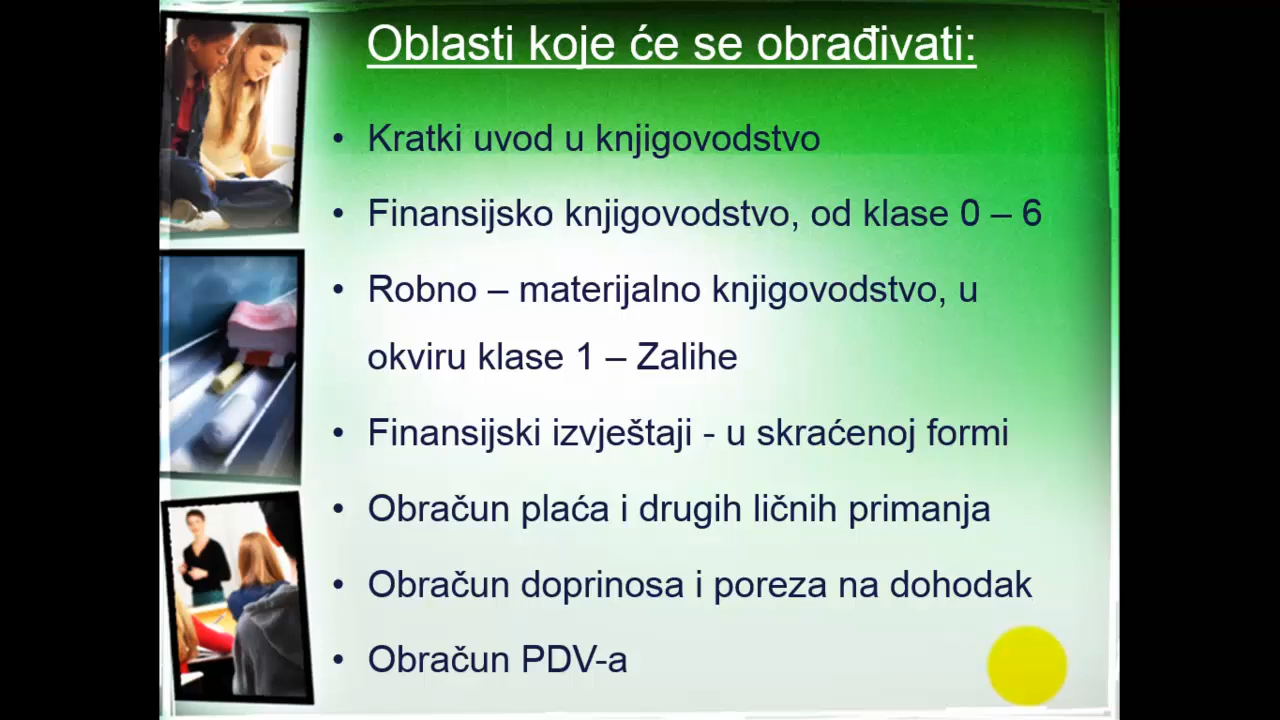 Oblasti koje će se obrađivati:
• Kratki uvod u knjigovodstvo
• Finansijsko knjigovodstvo, od klase 0 – 6
• Robno – materijalno knjigovodstvo, u
okviru klase 1 – Zalihe
• Finansijski izvještaji - u skraćenoj formi
• Obračun plaća i drugih ličnih primanja
• Obračun doprinosa i poreza na dohodak
• Obračun PDV-a